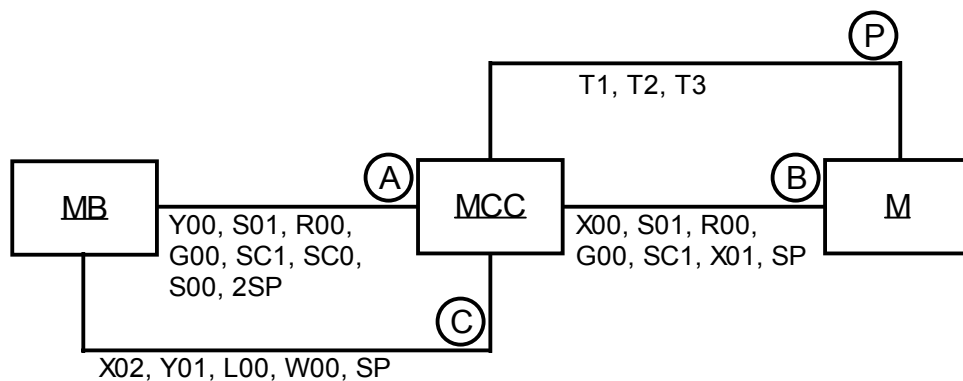 P
T1, T2, T3
A
B
MB
MCC
M
Y00, S01, R00,
G00, SC1, SC0,
S00, 2SP
X00, S01, R00,
G00, SC1, X01, SP
C
X02, Y01, L00, W00, SP